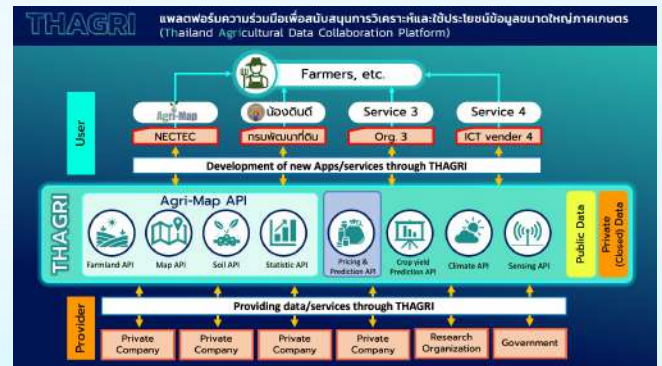 THAGRI
แพลตฟอร์มความร่วมมือเพื่อสนับสนุนการวิเคราะห์และใช้ประโยชน์ข้อมูลขนาดใหญ่ภาคเกษตร
(Thailand Agricultural Data Collaboration Platform)
Farmers, etc.
User
Agri-Map
น้องดินดี
Service 3
Service 4
NECTEC
กรมพัฒนาที่ดิน
Org. 3
ICT vender 4
Development of new Apps/services through THAGRI
THAGRI
Agri-Map API
Farmland API
Map API
Soil API
Statistic API
Pricing &
Prediction API
Crop yield
Prediction API
Climate API
Sensing API
Public Data
Private
(Closed) Data
Provider
Providing data/services through THAGRI
Private
Company
Private
Company
Private
Company
Private
Company
Research
Organization
Government